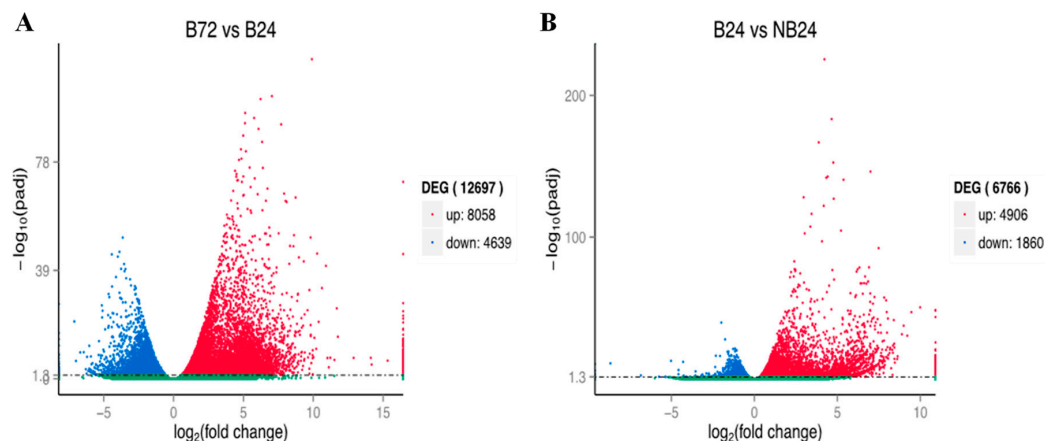 A
B72 vs B24
−log10(padj)
78
39
1.8
−5
0
5
10
15
log2(fold change)
DEG ( 12697 )
up: 8058
down: 4639
B
B24 vs NB24
−log10(padj)
200
100
1.3
−5
0
5
10
log2(fold change)
DEG ( 6766 )
up: 4906
down: 1860